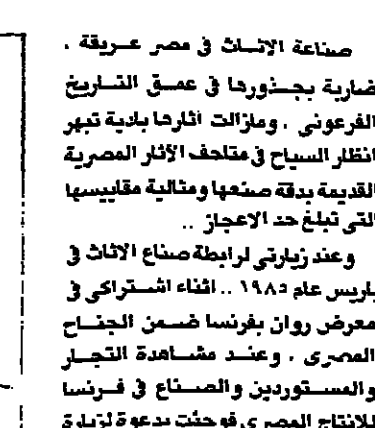 صناعة الاثاث في مصر عريقة ،
ضاربة بجذورها في عمق التاريخ
الفرعوني . ومازالت آثارها بادية تبهر
انظار السياح في متاحف الآثار المصرية
القديمة بدقة صنعها ومثالية مقاييسها
التي تبلغ حد الاعجاز ..
وعند زيارتي لرابطة صناع الاثاث في
باريس عام ١٩٨٥ .. اثناء اشتراكي في
معرض روان بفرنسا ضمن الجناح
المصرى . وعند مشاهدة التجار
والمستوردين والصناع في فرنسا
للانتاج المصرى فوجئت بدعوة لزيارة